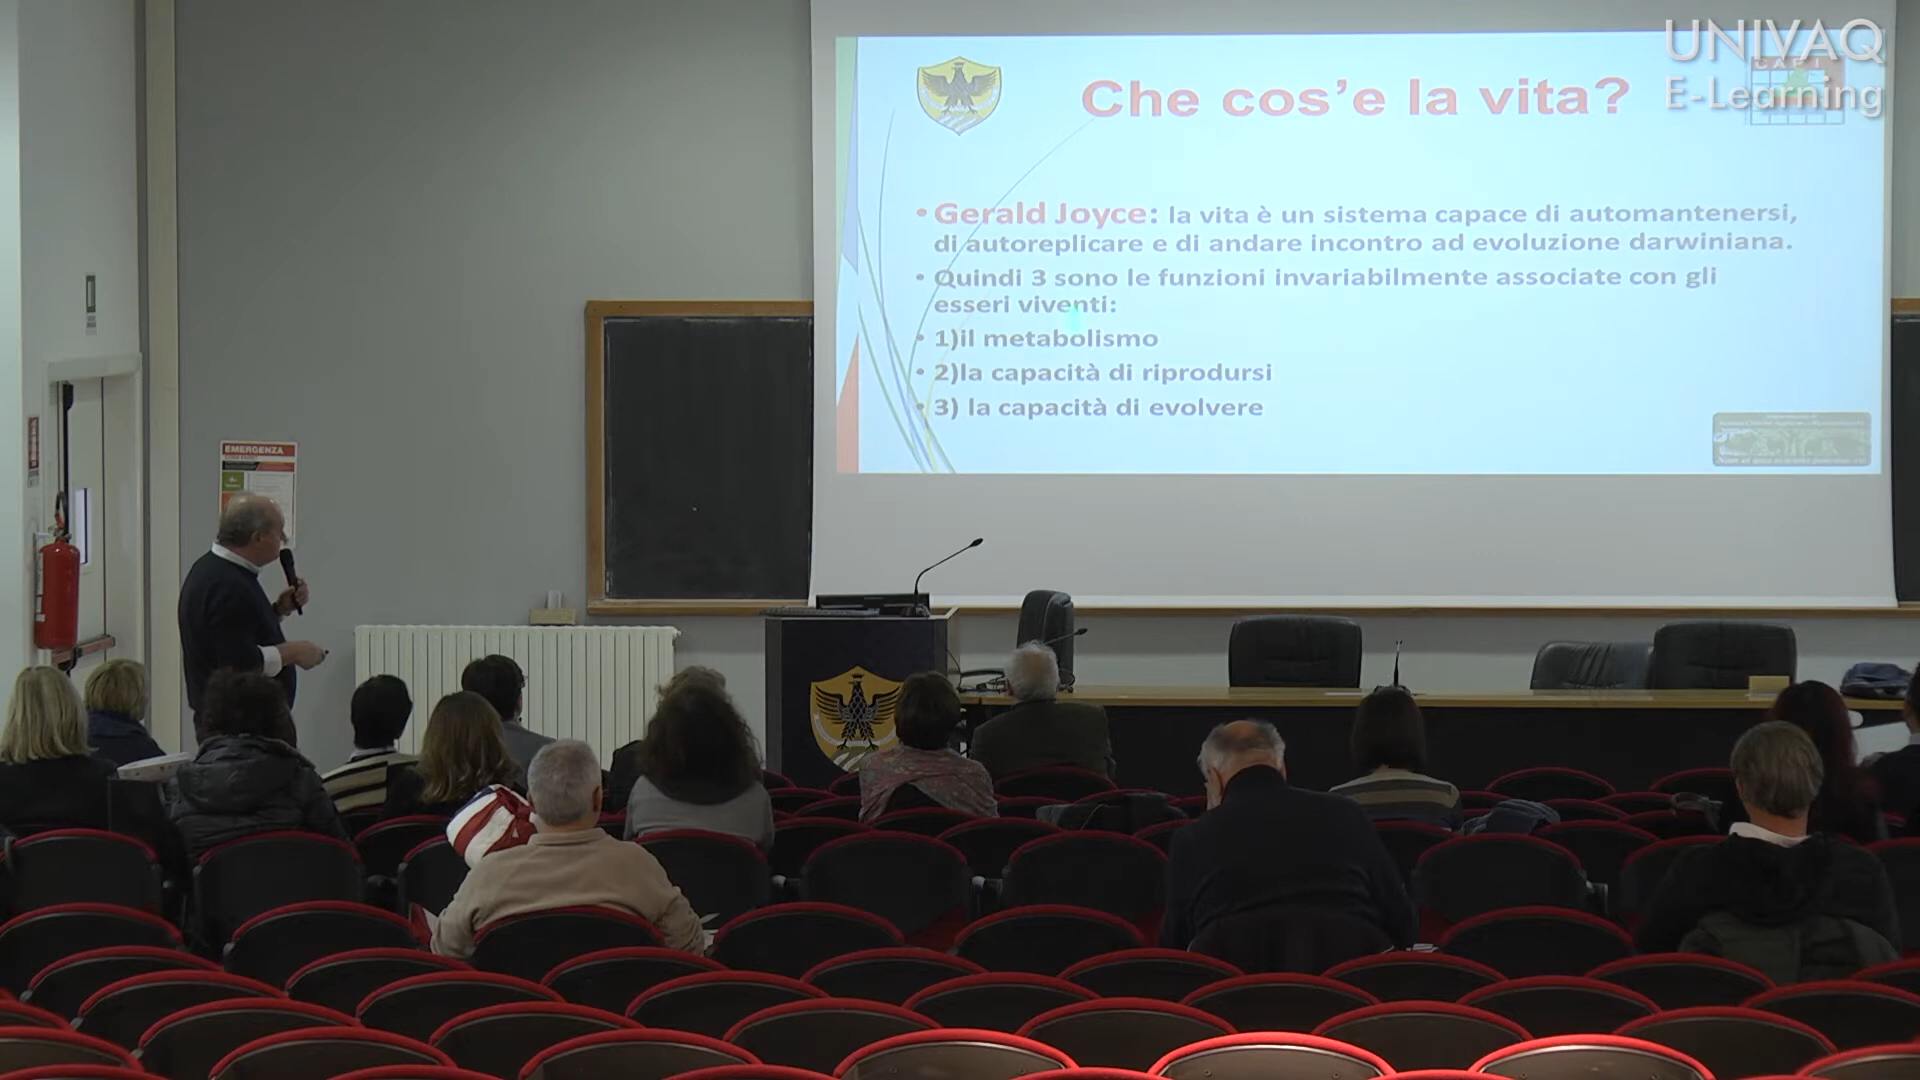 UNIVAQ
E-Learning
Che cos'e la vita?
• Gerald Joyce: la vita è un sistema capace di automantenersi,
di autoreplicare e di andare incontro ad evoluzione darwiniana.
• Quindi 3 sono le funzioni invariabilmente associate con gli
esseri viventi:
• 1)il metabolismo
• 2)la capacità di riprodursi
• 3) la capacità di evolvere
EMERGENZA